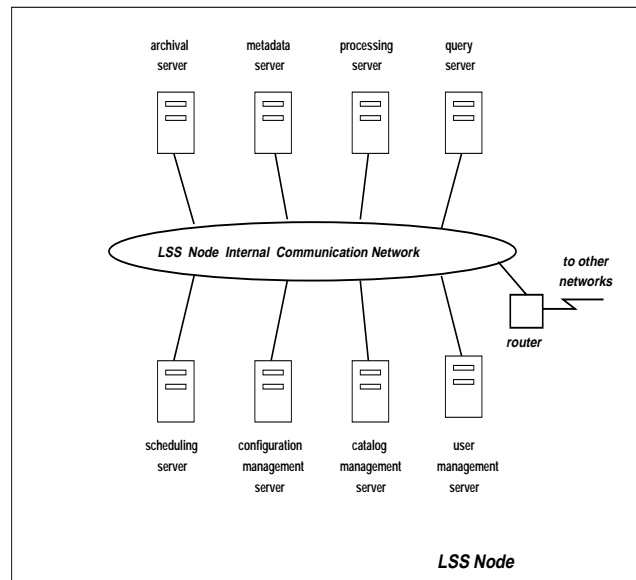 archival
server
metadata
server
processing
server
query
server
LSS Node Internal Communication Network
to other
networks
router
scheduling
server
configuration
management
server
catalog
management
server
user
management
server
LSS Node